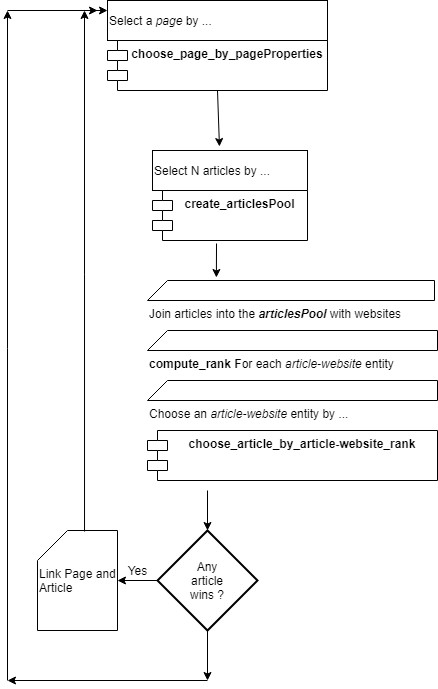 Select a page by ...
choose_page_by_pageProperties
Select N articles by ...
create_articlesPool
Join articles into the articlesPool with websites
compute_rank For each article-website entity
Choose an article-website entity by ...
choose_article_by_article-website_rank
Any
article
wins ?
Yes
Link Page and
Article